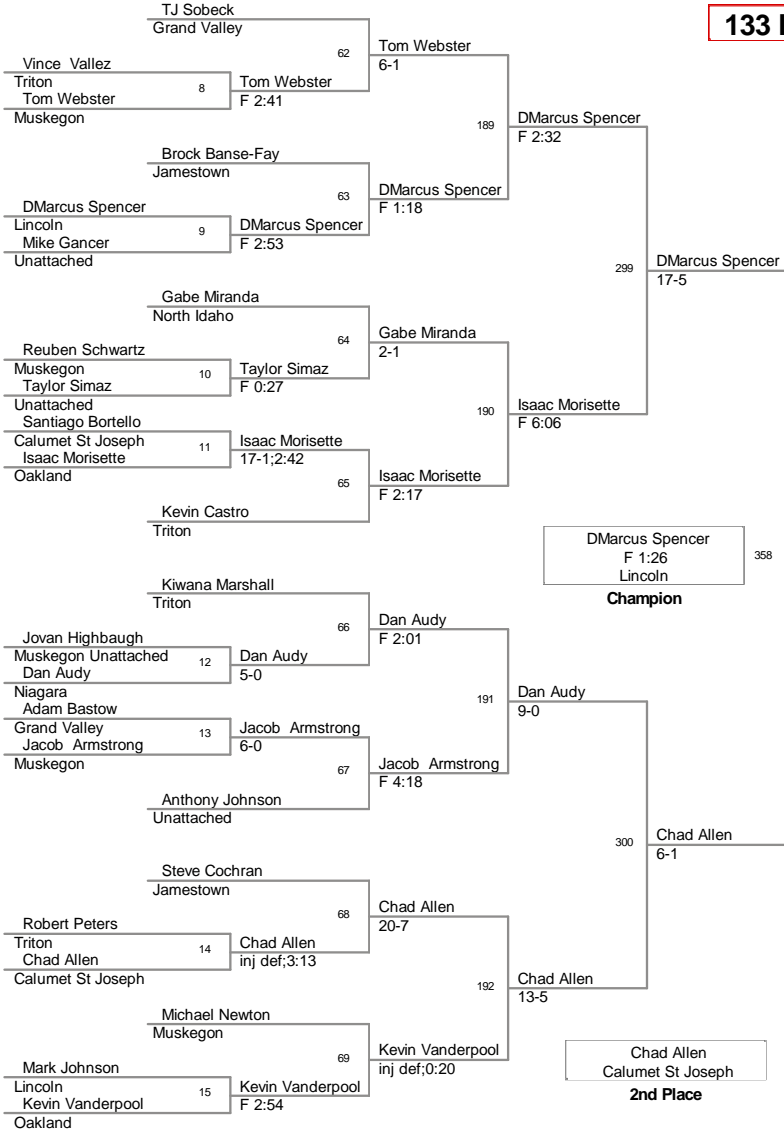 TJ Sobeck
Grand Valley
133
62
Tom Webster
6-1
Vince Vallez
Triton
8
Tom Webster
F 2:41
Tom Webster
Muskegon
189
DMarcus Spencer
F 2:32
Brock Banse-Fay
Jamestown
63
DMarcus Spencer
F 1:18
DMarcus Spencer
Lincoln
9
DMarcus Spencer
F 2:53
Mike Gancer
Unattached
299
DMarcus Spencer
17-5
Gabe Miranda
North Idaho
64
Gabe Miranda
2-1
Reuben Schwartz
Muskegon
10
Taylor Simaz
F 0:27
Taylor Simaz
Unattached
190
Isaac Morisette
F 6:06
Santiago Bortello
Calumet St Joseph
11
Isaac Morisette
17-1;2:42
Isaac Morisette
Oakland
65
Isaac Morisette
F 2:17
Kevin Castro
Triton
DMarcus Spencer
F 1:26
Lincoln
358
Champion
Kiwana Marshall
Triton
66
Dan Audy
F 2:01
Jovan Highbaugh
Muskegon Unattached
12
Dan Audy
5-0
Dan Audy
Niagara
191
Dan Audy
9-0
Adam Bastow
Grand Valley
13
Jacob Armstrong
6-0
Jacob Armstrong
Muskegon
67
Jacob Armstrong
F 4:18
Anthony Johnson
Unattached
300
Chad Allen
6-1
Steve Cochran
Jamestown
68
Chad Allen
20-7
Robert Peters
Triton
14
Chad Allen
inj def;3:13
Chad Allen
Calumet St Joseph
192
Chad Allen
13-5
Michael Newton
Muskegon
69
Kevin Vanderpool
inj def;0:20
Mark Johnson
Lincoln
15
Kevin Vanderpool
F 2:54
Kevin Vanderpool
Oakland
Chad Allen
Calumet St Joseph
2nd Place